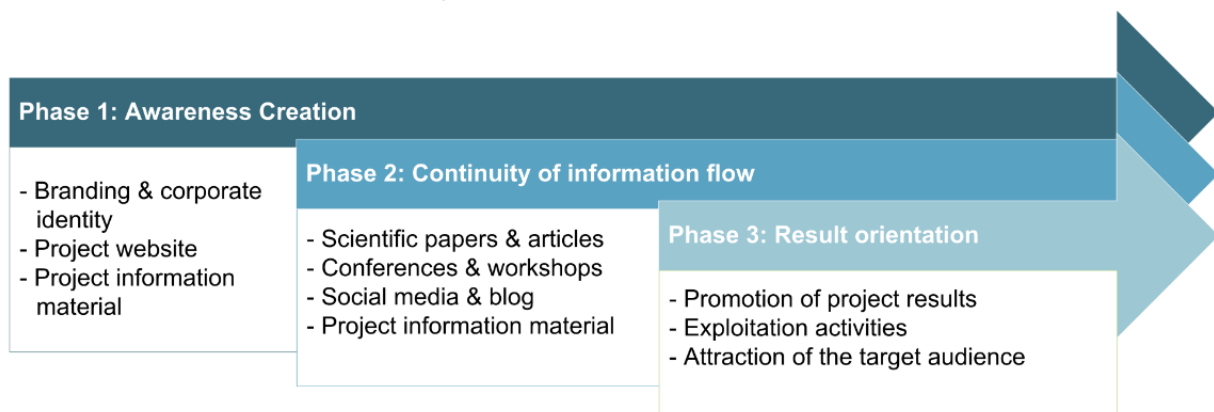 Phase 1: Awareness Creation
- Branding & corporate
identity
- Project website
- Project information
material
Phase 2: Continuity of information flow
- Scientific papers & articles
- Conferences & workshops
- Social media & blog
- Project information material
Phase 3: Result orientation
- Promotion of project results
- Exploitation activities
- Attraction of the target audience